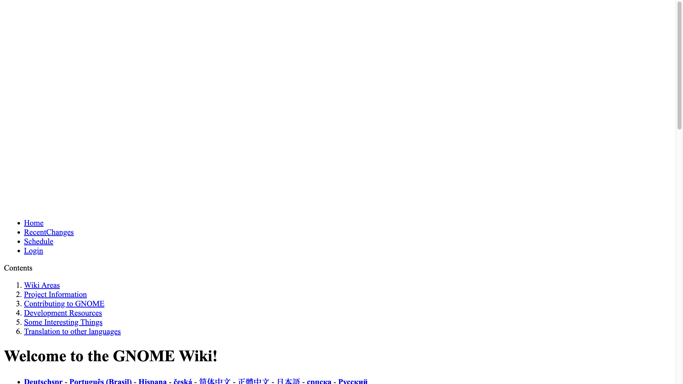 Home
RecentChanges
Schedule
Login
Contents
1. Wiki Areas
2. Project Information
3. Contributing to GNOME
4. Development Resources
5. Some Interesting Things
6. Translation to other languages
Welcome to the GNOME Wiki!
Deutschspr - Português (Brasil) - Hispana - česká - 简体中文 - 正體中文 - 日本語 - српска - Русский